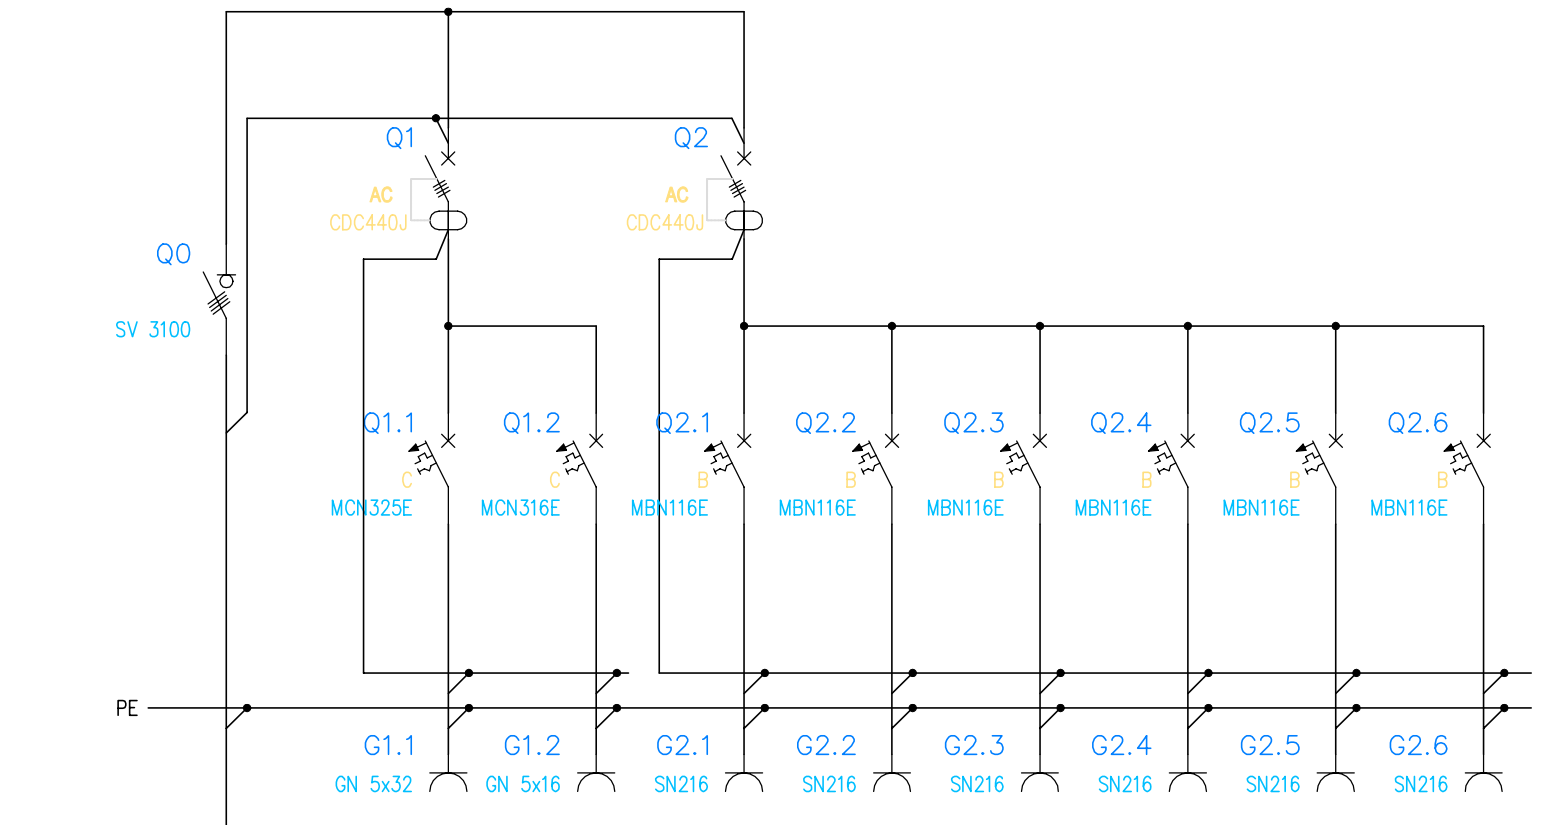 Q1 Q2
AC AC
CDC440J CDC440J
Q0
SV 3100
Q1.1 Q1.2 Q2.1 Q2.2 Q2.3 Q2.4 Q2.5 Q2.6
C C B B B B B B
MCN325E MCN316E MBN116E MBN116E MBN116E MBN116E MBN116E MBN116E
PE
G1.1 G1.2 G2.1 G2.2 G2.3 G2.4 G2.5 G2.6
GN 5x32 GN 5x16 SN216 SN216 SN216 SN216 SN216 SN216